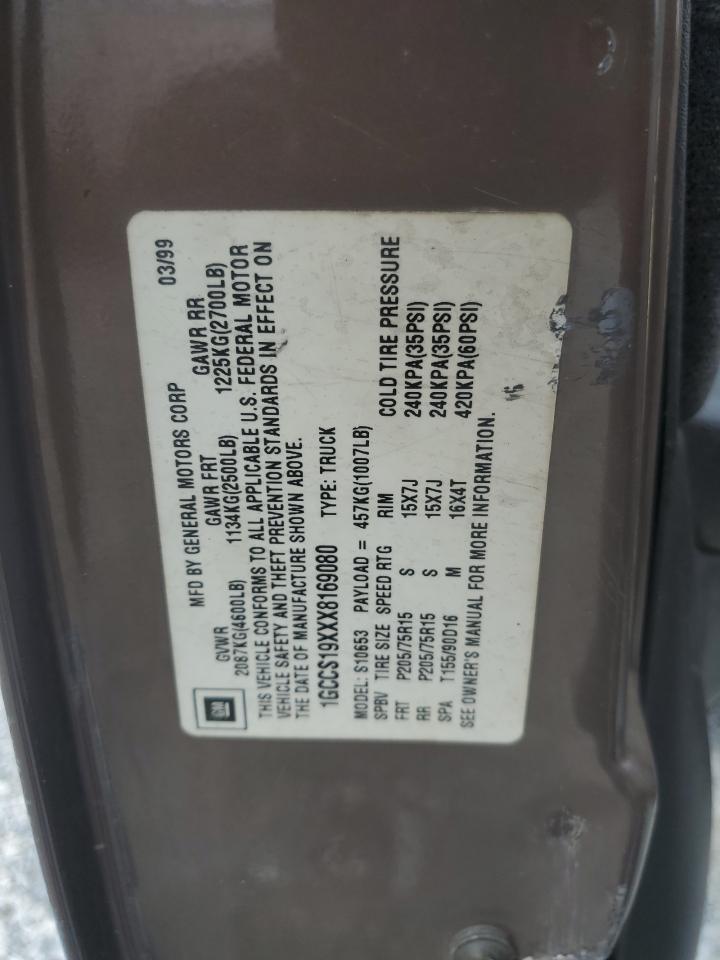 MFD BY GENERAL MOTORS CORP 03/99
GM
GVWR GAWR FRT GAWR RR
2087KG(4600LB) 1134KG(2500LB) 1225KG(2700LB)
THIS VEHICLE CONFORMS TO ALL APPLICABLE U.S. FEDERAL MOTOR
VEHICLE SAFETY AND THEFT PREVENTION STANDARDS IN EFFECT ON
THE DATE OF MANUFACTURE SHOWN ABOVE.
1GCCS19XXX8169080 TYPE: TRUCK
MODEL: S10653 PAYLOAD = 457KG(1007LB)
SPBV TIRE SIZE SPEED RTG RIM COLD TIRE PRESSURE
FRT P205/75R15 S 15X7J 240KPA(35PSI)
RR P205/75R15 S 15X7J 240KPA(35PSI)
SPA T155/90D16 M 16X4T 420KPA(60PSI)
SEE OWNER'S MANUAL FOR MORE INFORMATION.